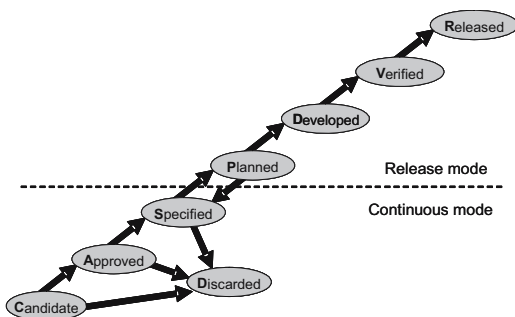 Released
Verified
Developed
Planned
Release mode
Specified
Continuous mode
Approved
Discarded
Candidate